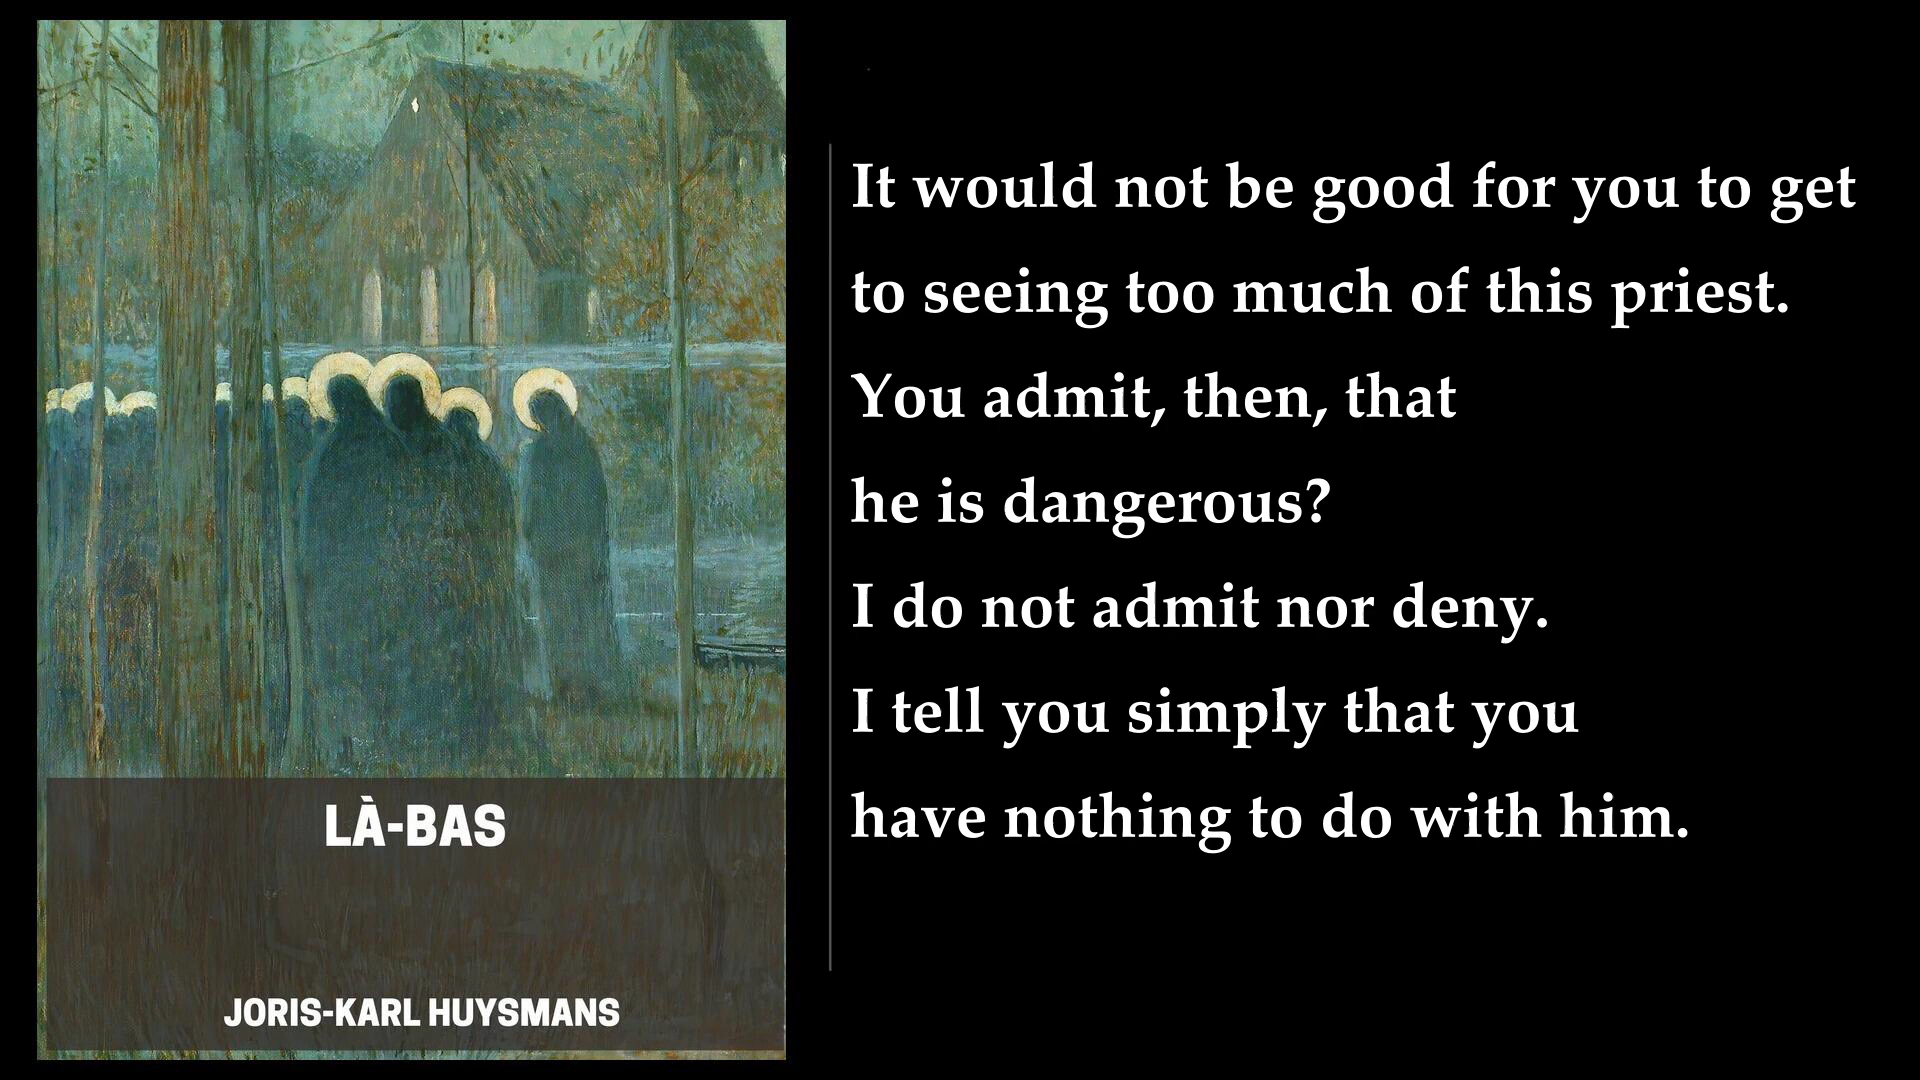 LÀ-BAS
JORIS-KARL HUYSMANS
It would not be good for you to get
to seeing too much of this priest.
You admit, then, that
he is dangerous?
I do not admit nor deny.
I tell you simply that you
have nothing to do with him.